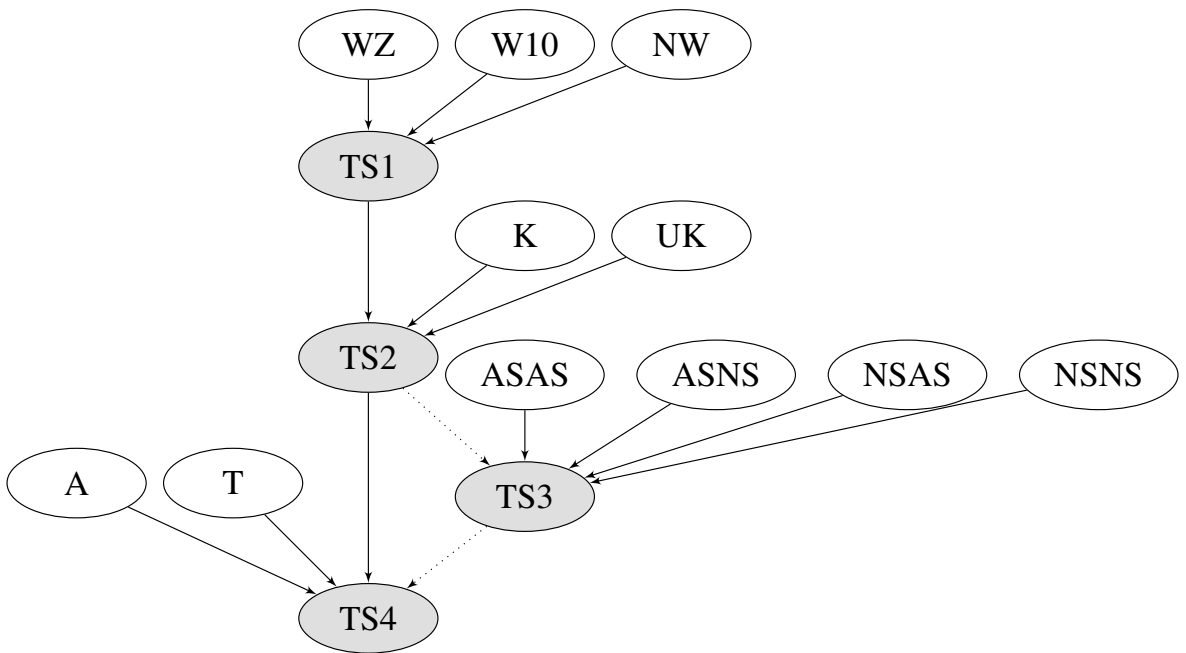 WZ W10 NW
TS1
K UK
TS2
ASAS ASNS NSAS NSNS
A T
TS3
TS4